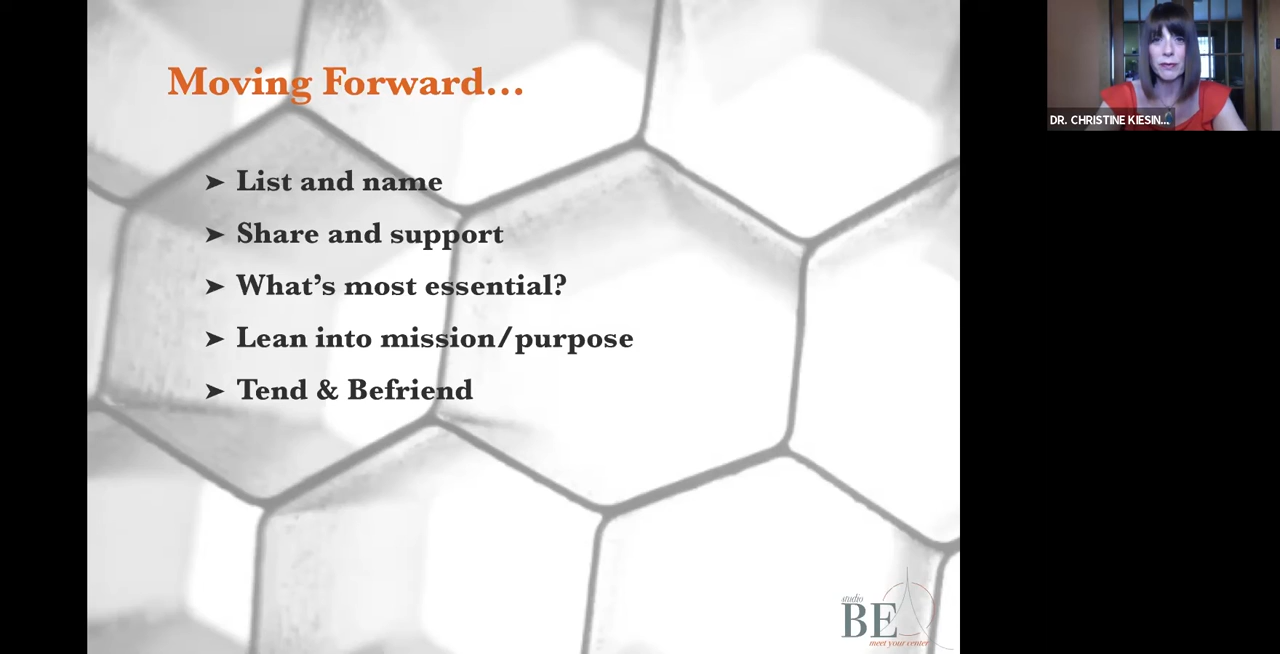 Moving Forward...
➤ List and name
➤ Share and support
➤ What’s most essential?
➤ Lean into mission/purpose
➤ Tend & Befriend
DR. CHRISTINE KIESIN...
studio
BE
meet your center